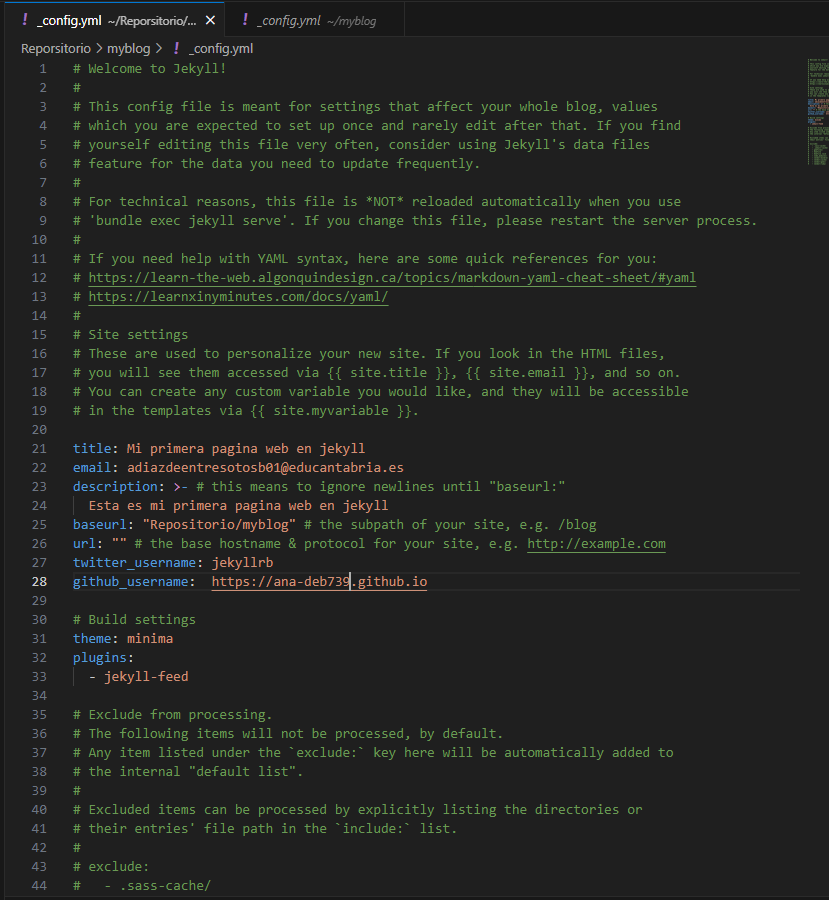 ! _config.yml ~/Reporsitorio/... ×
! _config.yml ~/myblog
Reporsitorio > myblog > ! _config.yml
1 # Welcome to Jekyll!
2 #
3 # This config file is meant for settings that affect your whole blog, values
4 # which you are expected to set up once and rarely edit after that. If you find
5 # yourself editing this file very often, consider using Jekyll's data files
6 # feature for the data you need to update frequently.
7 #
8 # For technical reasons, this file is *NOT* reloaded automatically when you use
9 # 'bundle exec jekyll serve'. If you change this file, please restart the server process.
10 #
11 # If you need help with YAML syntax, here are some quick references for you:
12 # https://learn-the-web.algonquindesign.ca/topics/markdown-yaml-cheat-sheet/#yaml
13 # https://learnxinyminutes.com/docs/yaml/
14 #
15 # Site settings
16 # These are used to personalize your new site. If you look in the HTML files,
17 # you will see them accessed via {{ site.title }}, {{ site.email }}, and so on.
18 # You can create any custom variable you would like, and they will be accessible
19 # in the templates via {{ site.myvariable }}.
20
21 title: Mi primera pagina web en jekyll
22 email: adiazdeentresotosb01@educantabria.es
23 description: >- # this means to ignore newlines until "baseurl:"
24   Esta es mi primera pagina web en jekyll
25 baseurl: "Repositorio/myblog" # the subpath of your site, e.g. /blog
26 url: "" # the base hostname & protocol for your site, e.g. http://example.com
27 twitter_username: jekyllrb
28 github_username:  https://ana-deb739.github.io
29
30 # Build settings
31 theme: minima
32 plugins:
33   - jekyll-feed
34
35 # Exclude from processing.
36 # The following items will not be processed, by default.
37 # Any item listed under the `exclude:` key here will be automatically added to
38 # the internal "default list".
39 #
40 # Excluded items can be processed by explicitly listing the directories or
41 # their entries' file path in the `include:` list.
42 #
43 # exclude:
44 #   - .sass-cache/